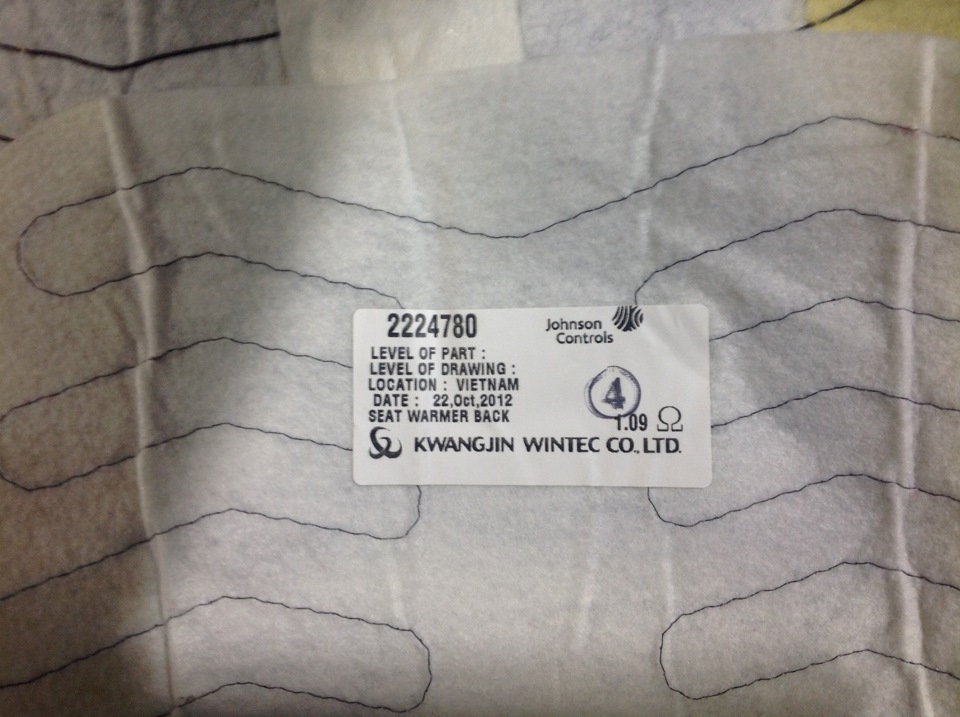 2224780
Johnson
Controls
LEVEL OF PART :
LEVEL OF DRAWING :
LOCATION : VIETNAM
DATE : 22,Oct,2012
4
SEAT WARMER BACK
1.09 Ω
KWANGJIN WINTEC CO.,LTD.